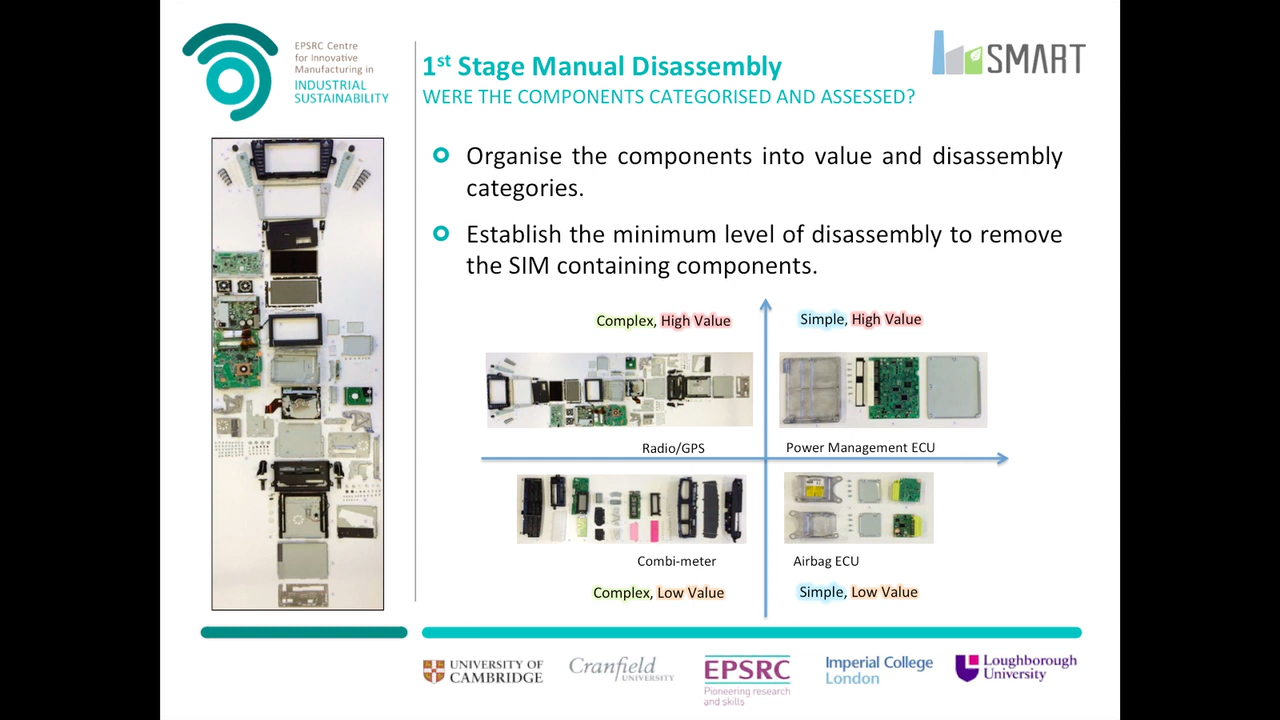 EPSRC Centre
for Innovative
Manufacturing in
INDUSTRIAL
SUSTAINABILITY
1st Stage Manual Disassembly
WERE THE COMPONENTS CATEGORISED AND ASSESSED?
SMART
Organise the components into value and disassembly
categories.
Establish the minimum level of disassembly to remove
the SIM containing components.
Complex, High Value
Simple, High Value
Radio/GPS
Power Management ECU
Combi-meter
Airbag ECU
Complex, Low Value
Simple, Low Value
UNIVERSITY OF
CAMBRIDGE
Cranfield
UNIVERSITY
EPSRC
Pioneering research
and skills
Imperial College
London
Loughborough
University